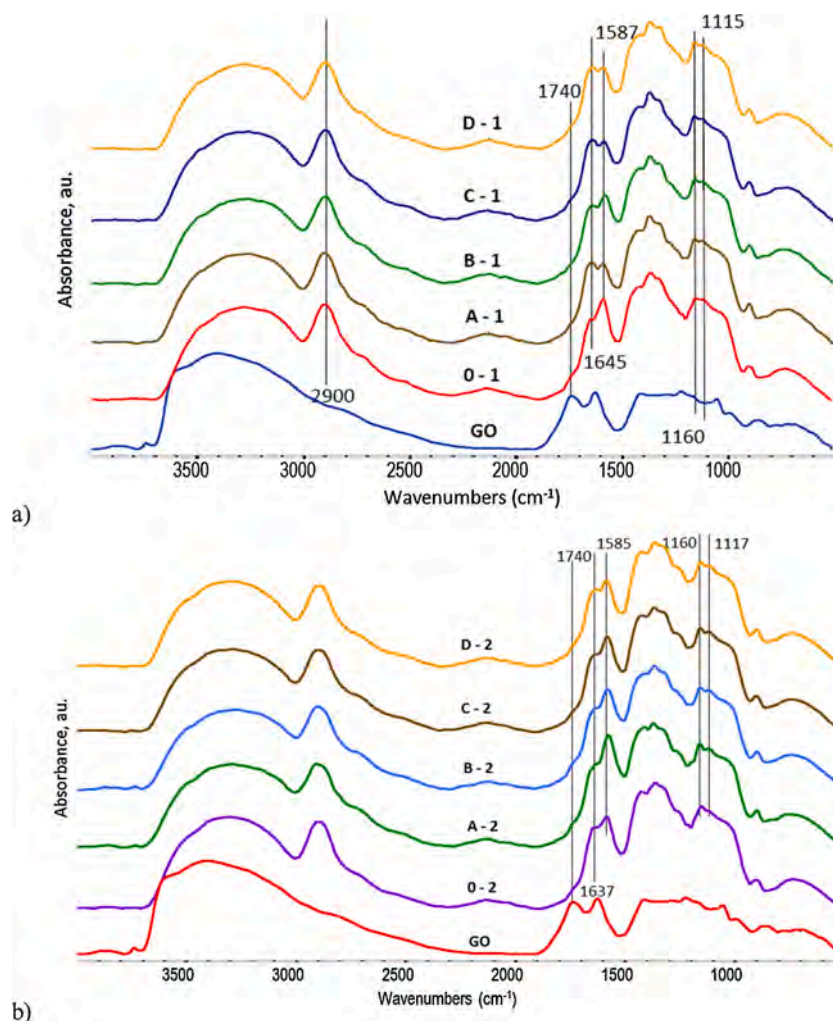 1587
1115
1740
D - 1
C - 1
B - 1
A - 1
1645
0 - 1
2900
GO
1160
Absorbance, au.
3500 3000 2500 2000 1500 1000
Wavenumbers (cm⁻¹)
a)
1740 1585 1160 1117
D - 2
C - 2
B - 2
A - 2
0 - 2
1637
GO
Absorbance, au.
3500 3000 2500 2000 1500 1000
Wavenumbers (cm⁻¹)
b)